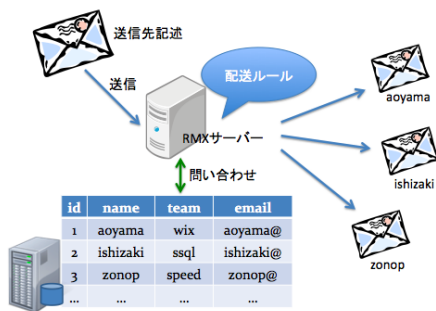 送信先記述
送信
配送ルール
RMXサーバー
問い合わせ
aoyama
ishizaki
zonop
id name team email
1 aoyama wix aoyama@
2 ishizaki ssql ishizaki@
3 zonop speed zonop@
... ... ... ...